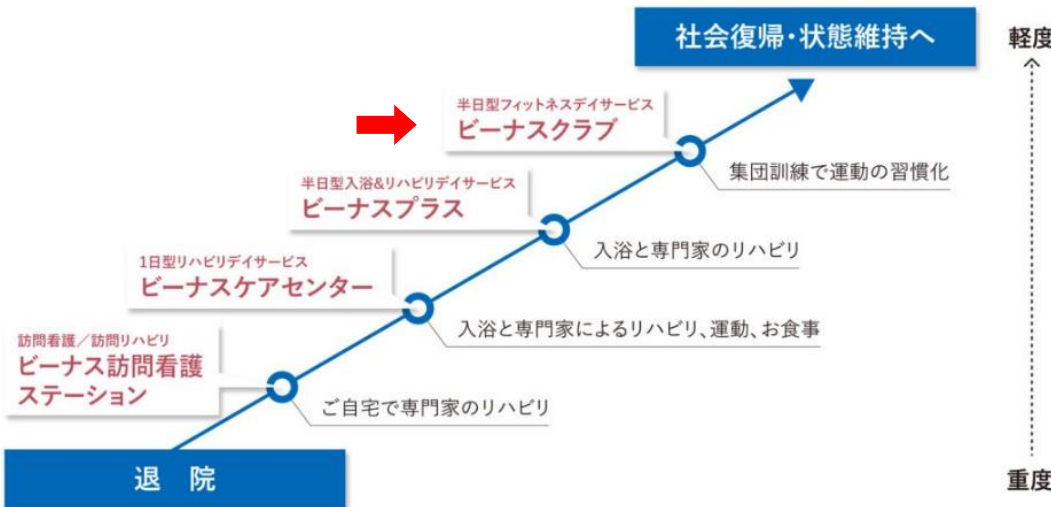 社会復帰・状態維持へ
軽度
半日型フィットネスデイサービス
ビーナスクラブ
集団訓練で運動の習慣化
半日型入浴&リハビリデイサービス
ビーナスプラス
入浴と専門家のリハビリ
1日型リハビリデイサービス
ビーナスケアセンター
入浴と専門家によるリハビリ、運動、お食事
訪問看護／訪問リハビリ
ビーナス訪問看護
ステーション
ご自宅で専門家のリハビリ
退 院
重度